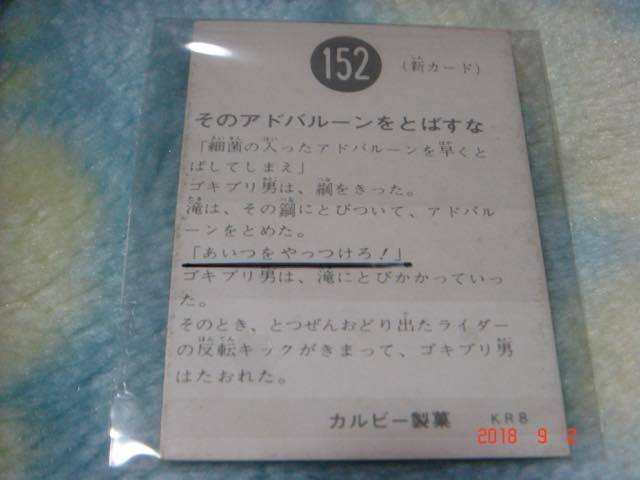 152
(新カード)
そのアドバルーンをとばすな
「細菌の入ったアドバルーンを早くと
ばしてしまえ」
ゴキブリ男は、綱をきった。
滝は、その鋼にとびついて、アドバル
ーンをとめた。
「あいつをやっつけろ!」
ゴキブリ男は、滝にとびかかっていっ
た。
そのとき、とつぜんおどり出たライダー
の反転キックがきまって、ゴキブリ男
はたおれた。
カルビー製菓 KR8
2018 9 2